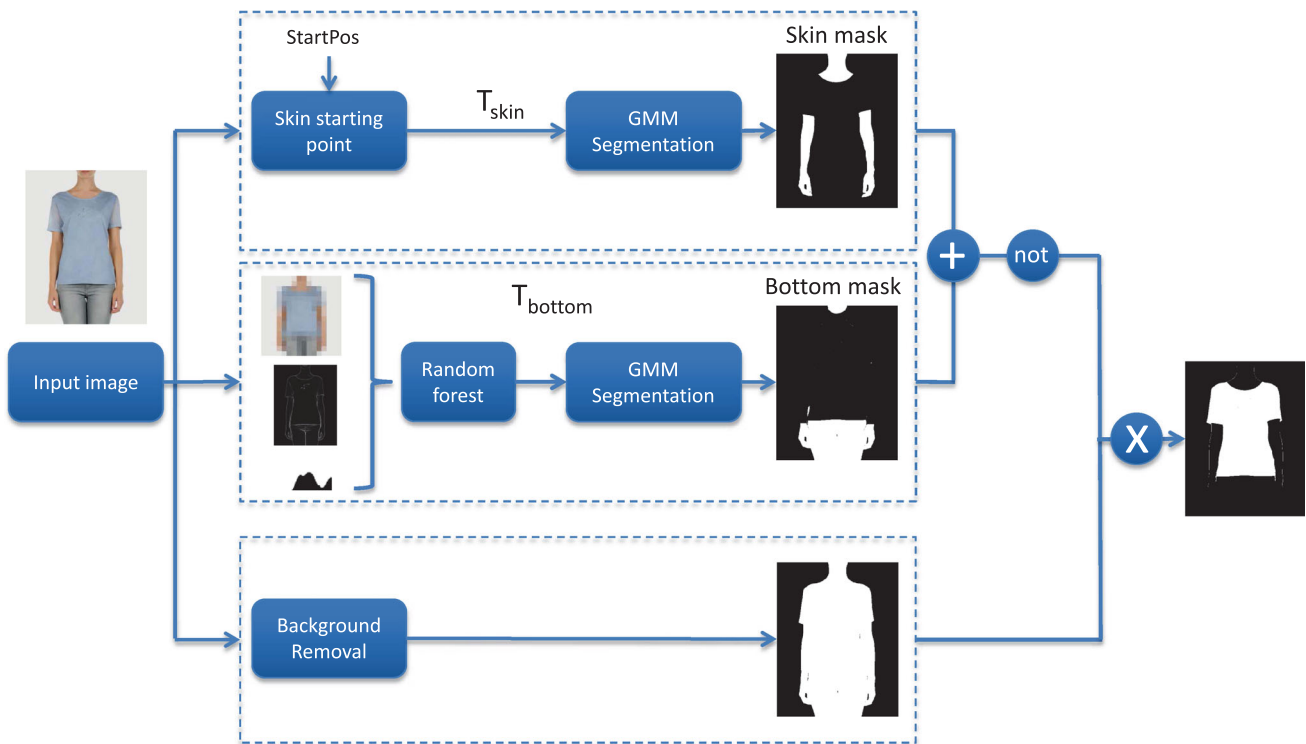 StartPos
Skin mask
Skin starting
point
T_skin
GMM
Segmentation
+
not
Input image
T_bottom
Bottom mask
Random
forest
GMM
Segmentation
X
Background
Removal